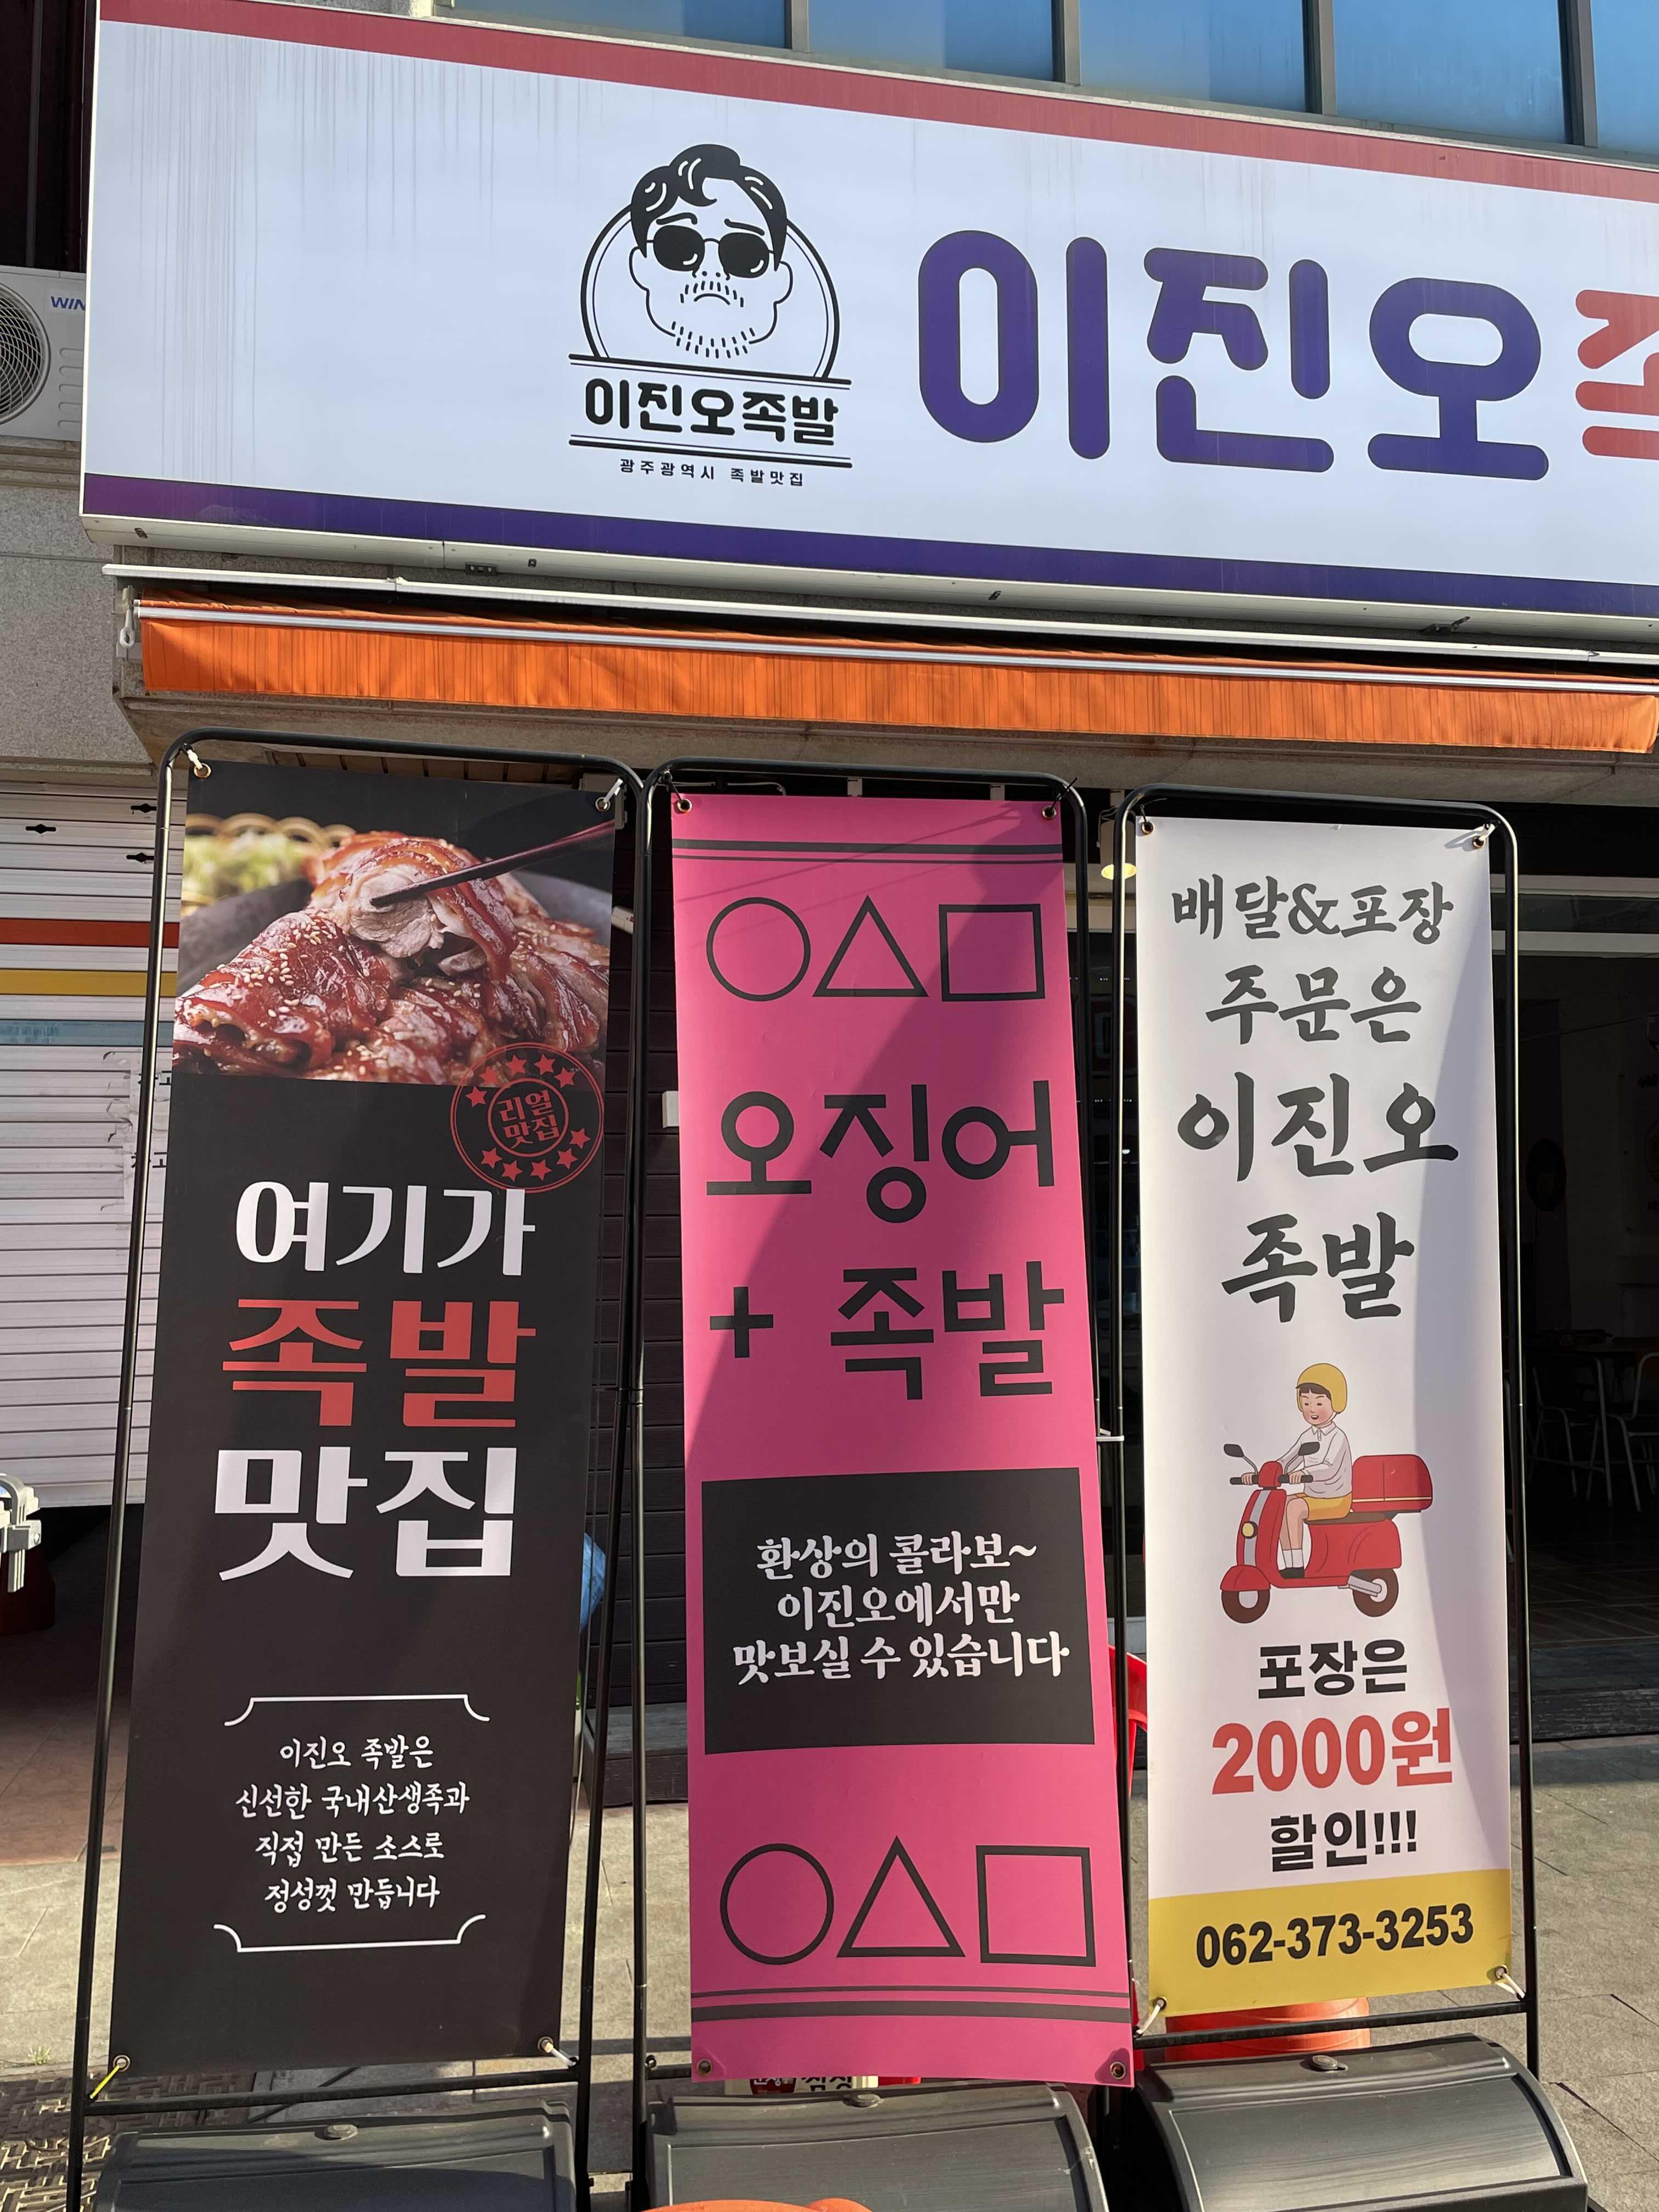 WIN
이진오족발
광주광역시 족발맛집
이진오
리얼
맛집
여기가
족발
맛집
이진오 족발은
신선한 국내산생족과
직접 만든 소스로
정성껏 만듭니다
오징어
+ 족발
환상의 콜라보~
이진오에서만
맛보실 수 있습니다
배달&포장
주문은
이진오
족발
포장은
2000원
할인!!!
062-373-3253